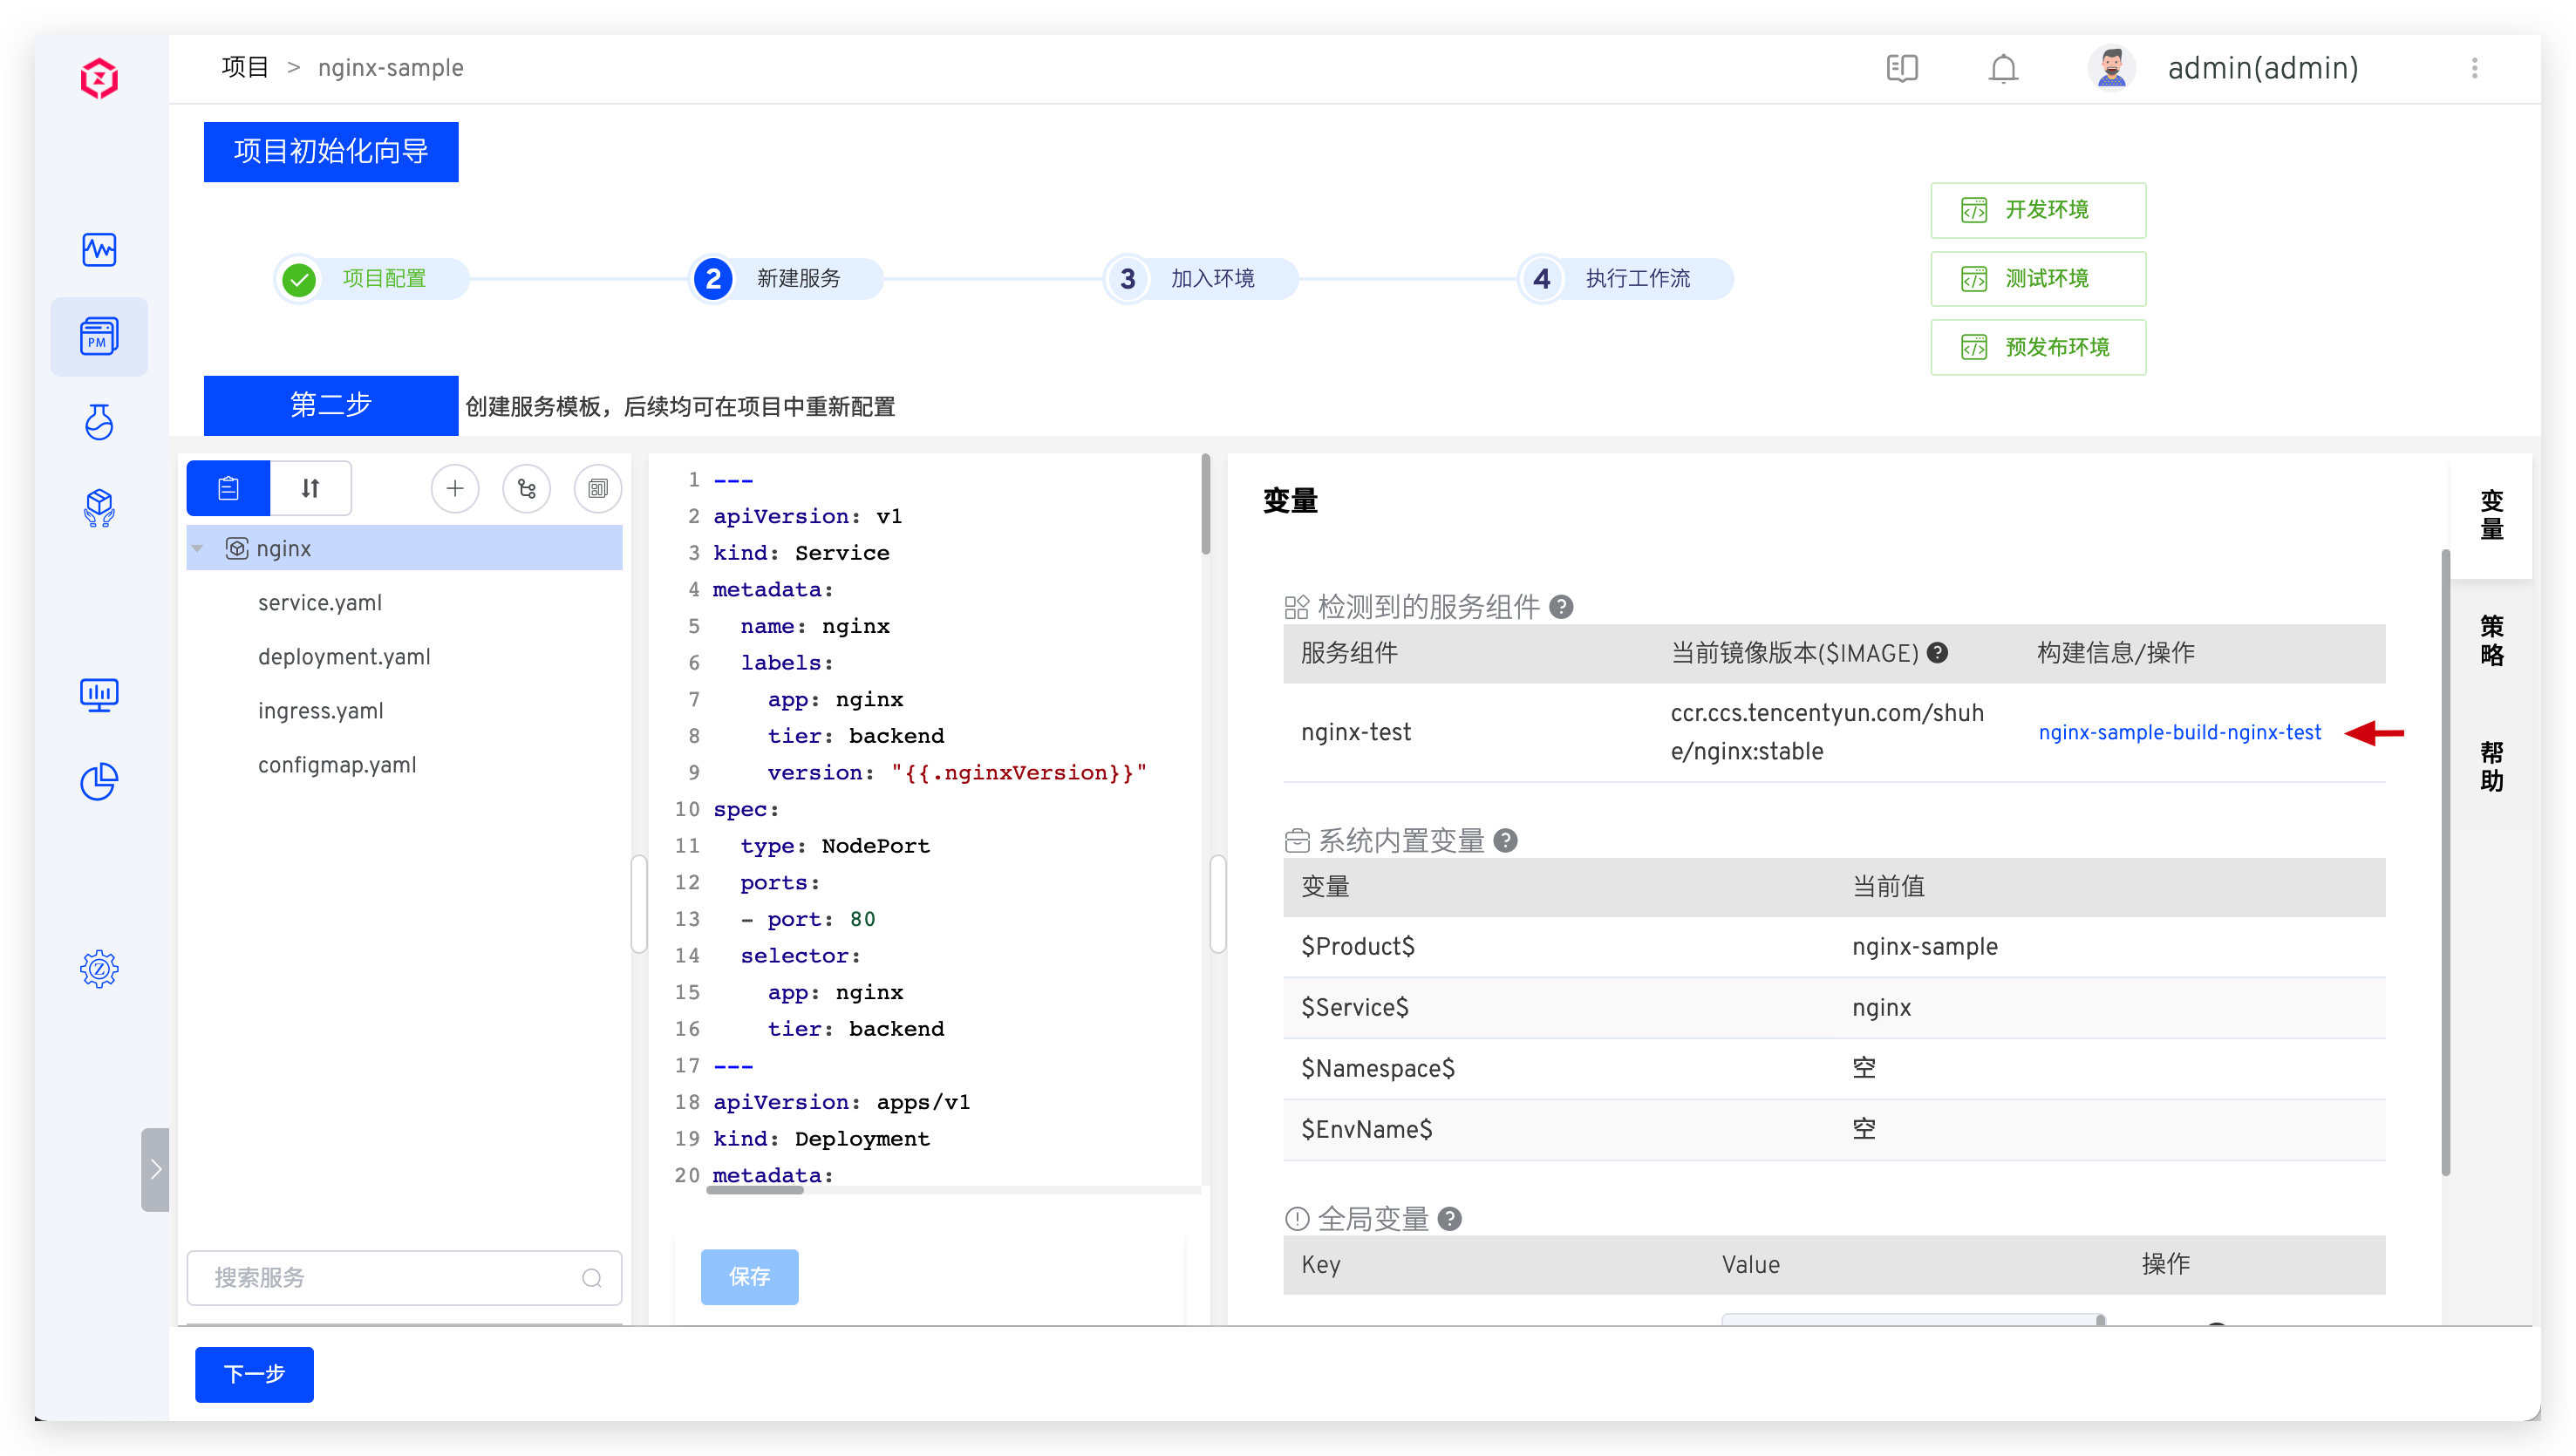 项目 > nginx-sample
admin(admin)
项目初始化向导
项目配置
2 新建服务
3 加入环境
4 执行工作流
开发环境
测试环境
预发布环境
第二步 创建服务模板，后续均可在项目中重新配置
PM
nginx
service.yaml
deployment.yaml
ingress.yaml
configmap.yaml
搜索服务
1 ---
2 apiVersion: v1
3 kind: Service
4 metadata:
5 name: nginx
6 labels:
7 app: nginx
8 tier: backend
9 version: "{{.nginxVersion}}"
10 spec:
11 type: NodePort
12 ports:
13 - port: 80
14 selector:
15 app: nginx
16 tier: backend
17 ---
18 apiVersion: apps/v1
19 kind: Deployment
20 metadata:
保存
变量
检测到的服务组件 ?
服务组件 当前镜像版本($IMAGE) ? 构建信息/操作
nginx-test ccr.ccs.tencentyun.com/shuh
e/nginx:stable nginx-sample-build-nginx-test
系统内置变量 ?
变量 当前值
$Product$ nginx-sample
$Service$ nginx
$Namespace$ 空
$EnvName$ 空
全局变量 ?
Key Value 操作
变量
策略
帮助
下一步